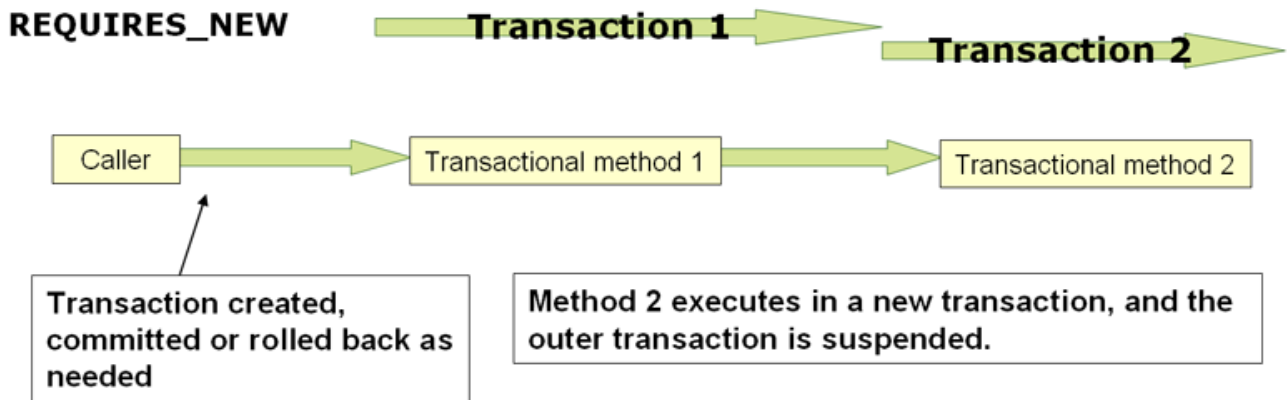 REQUIRES_NEW
Transaction 1
Transaction 2
Caller
Transactional method 1
Transactional method 2
Transaction created,
committed or rolled back as
needed
Method 2 executes in a new transaction, and the
outer transaction is suspended.